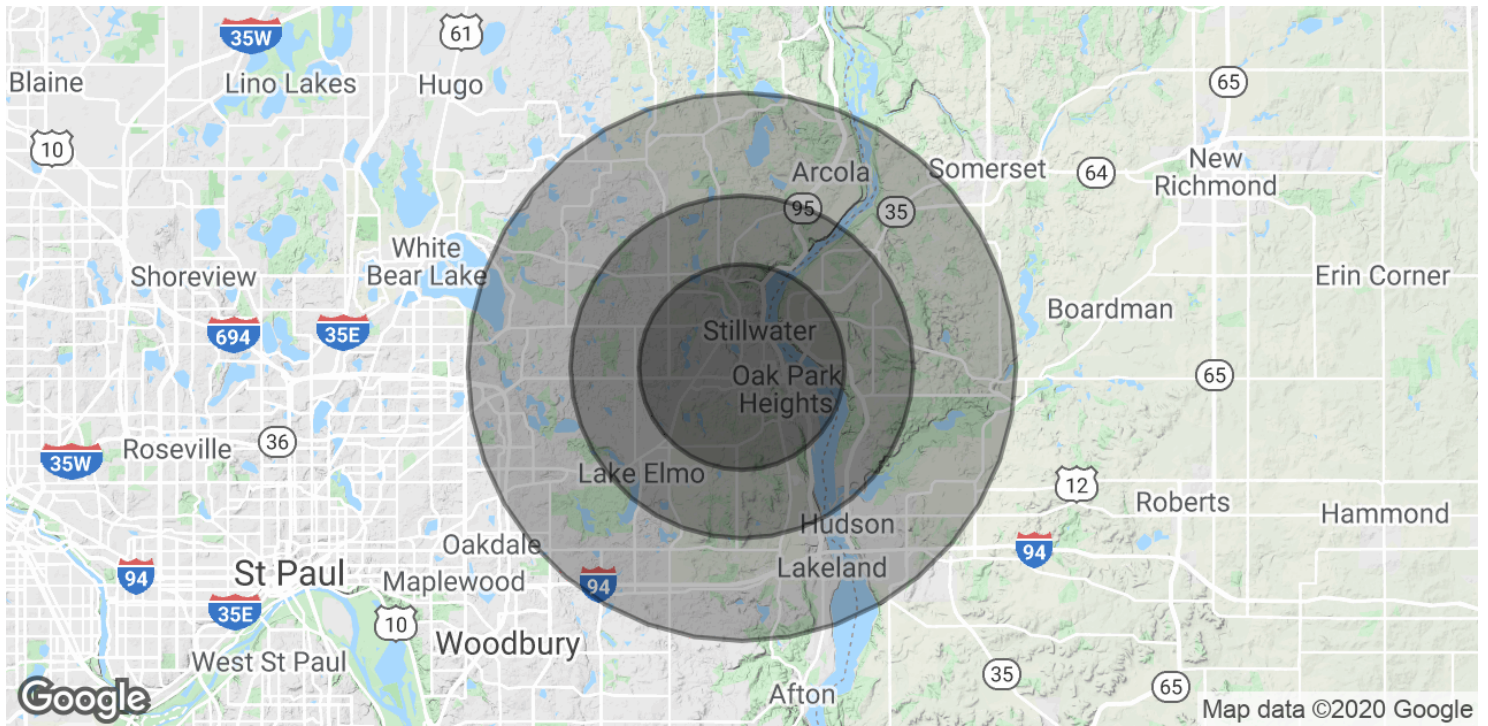 35W
61
Blaine
Lino Lakes
Hugo
65
10
Arcola
Somerset
64
New
Richmond
95
35
White
Bear Lake
Shoreview
Erin Corner
Boardman
694
35E
Stillwater
Oak Park
Heights
65
36
Roseville
35W
Lake Elmo
12
Roberts
Hammond
Hudson
Oakdale
94
St Paul
Maplewood
Lakeland
94
94
35E
10
Woodbury
West St Paul
35
65
Afton
Google
Map data ©2020 Google